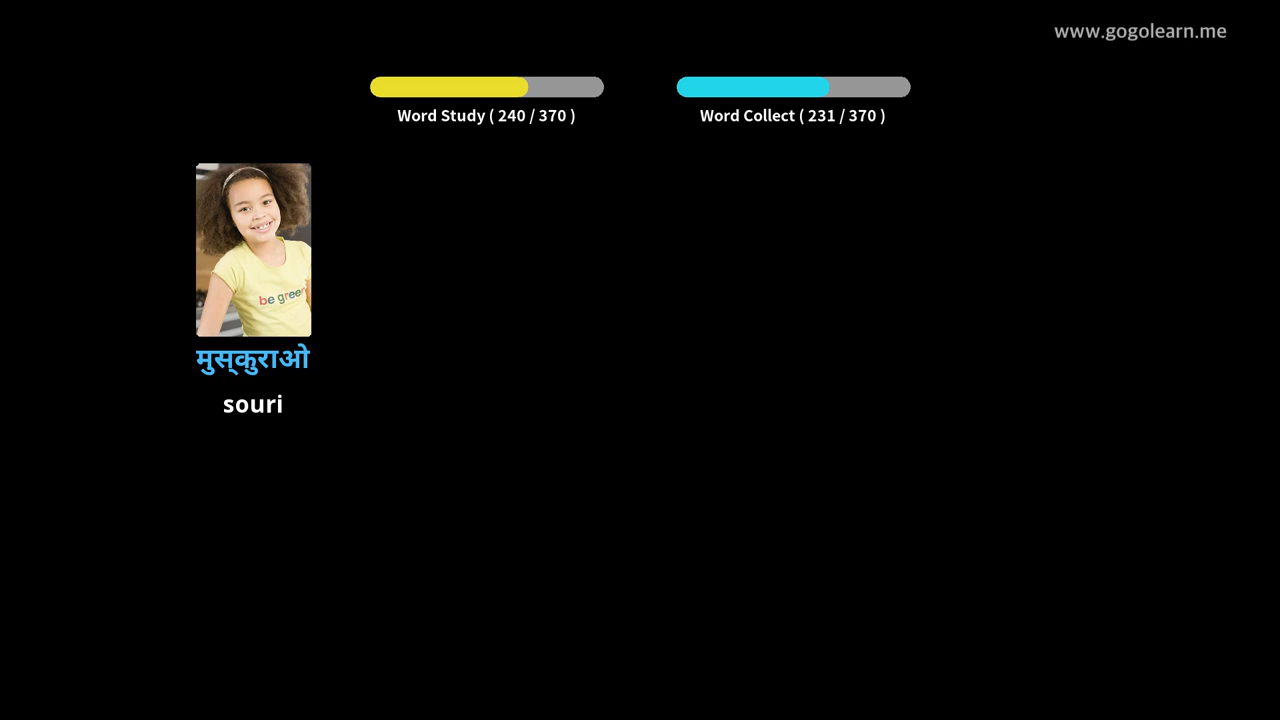 www.gogolearn.me
Word Study ( 240 / 370 )
Word Collect ( 231 / 370 )
be green
मुस्कुराओ
souri